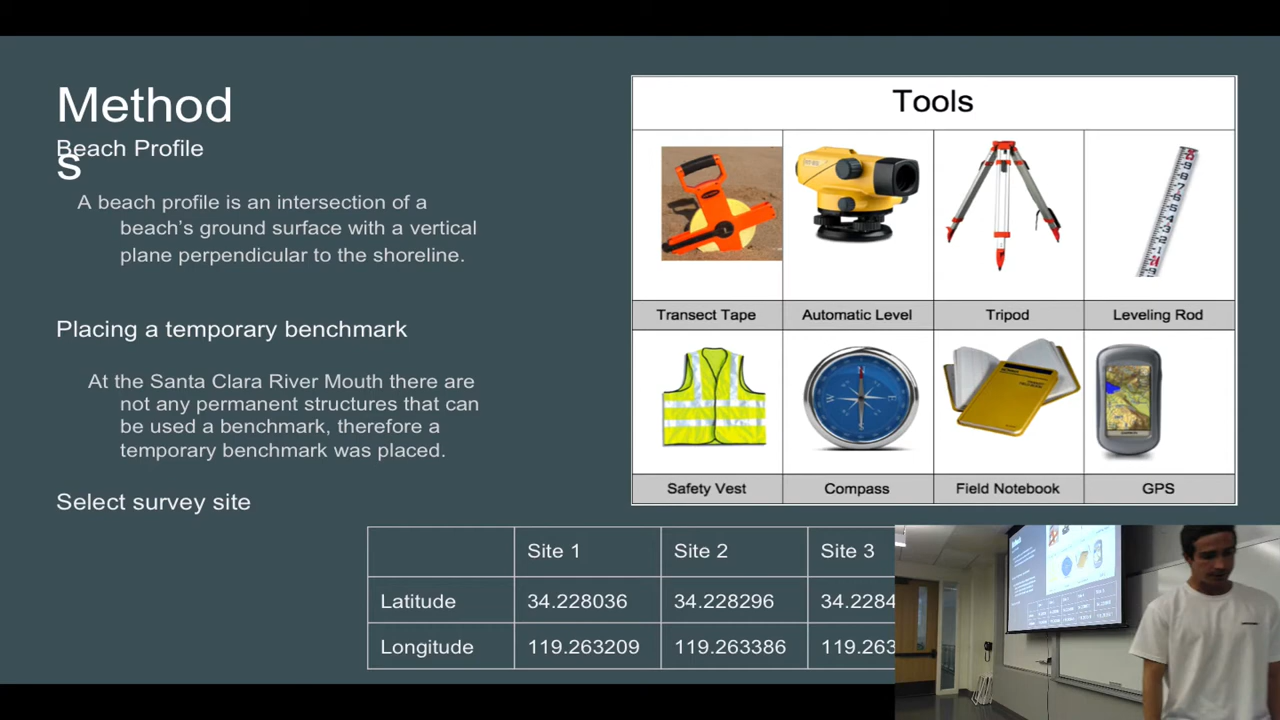 Method
s
Beach Profile
A beach profile is an intersection of a
beach's ground surface with a vertical
plane perpendicular to the shoreline.
Placing a temporary benchmark
At the Santa Clara River Mouth there are
not any permanent structures that can
be used a benchmark, therefore a
temporary benchmark was placed.
Select survey site
Tools
Transect Tape Automatic Level Tripod Leveling Rod
Safety Vest Compass Field Notebook GPS
Site 1 Site 2 Site 3
Latitude 34.228036 34.228296 34.2284
Longitude 119.263209 119.263386 119.263